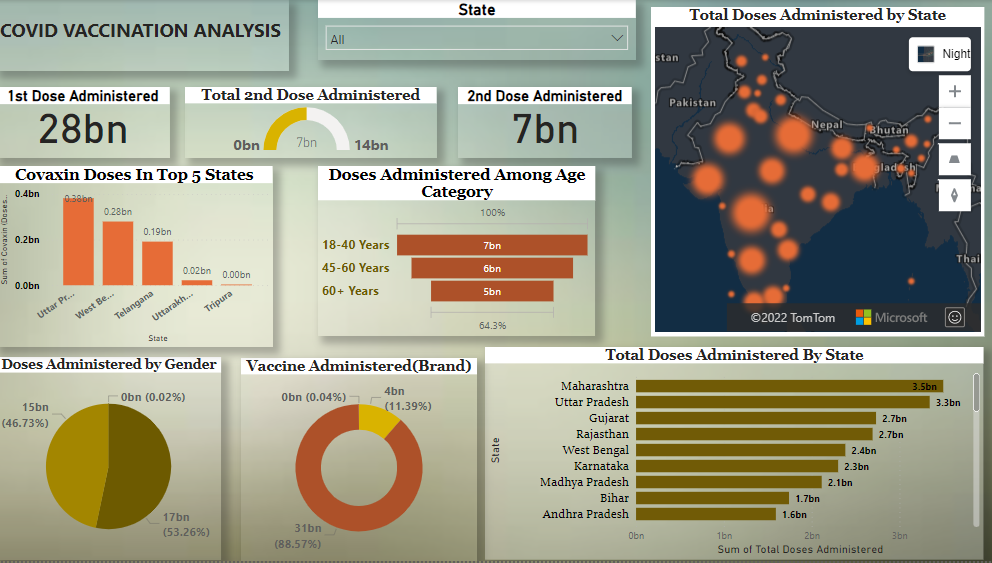 COVID VACCINATION ANALYSIS
State
All
1st Dose Administered
28bn
Total 2nd Dose Administered
0bn
7bn
14bn
2nd Dose Administered
7bn
Total Doses Administered by State
Night
stan
Pakistan
Nepal
Bhutan
gladesh
Thai
©2022 TomTom
Microsoft
Covaxin Doses In Top 5 States
Sum of Covaxin (Doses...
0.4bn
0.2bn
0.0bn
0.38bn
0.28bn
0.19bn
0.02bn
0.00bn
Uttar Pr...
West Be...
Telangana
Uttarakh...
Tripura
State
Doses Administered Among Age
Category
100%
18-40 Years
7bn
45-60 Years
6bn
60+ Years
5bn
64.3%
Doses Administered by Gender
0bn (0.02%)
15bn
(46.73%)
17bn
(53.26%)
Vaccine Administered(Brand)
0bn (0.04%)
4bn
(11.39%)
31bn
(88.57%)
Total Doses Administered By State
State
Maharashtra
3.5bn
Uttar Pradesh
3.3bn
Gujarat
2.7bn
Rajasthan
2.7bn
West Bengal
2.4bn
Karnataka
2.3bn
Madhya Pradesh
2.1bn
Bihar
1.7bn
Andhra Pradesh
1.6bn
0bn
1bn
2bn
3bn
Sum of Total Doses Administered